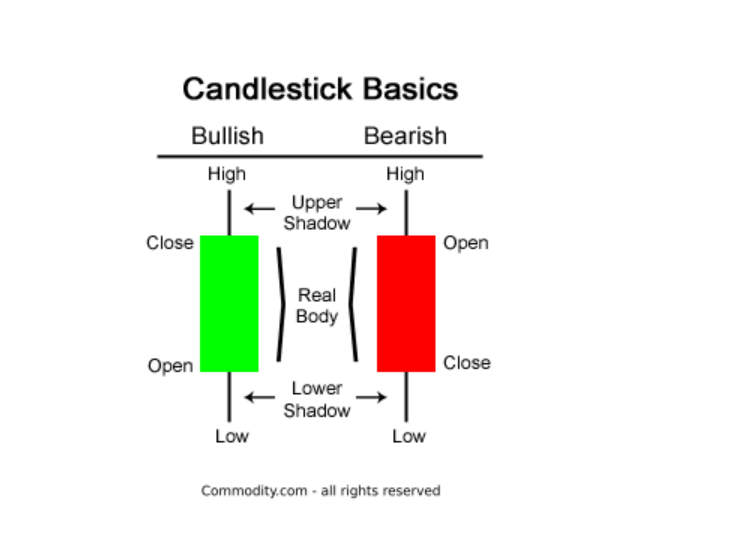 Candlestick Basics
Bullish Bearish
High High
Upper
Shadow
Close Open
Real
Body
Open Close
Lower
Shadow
Low Low
Commodity.com - all rights reserved